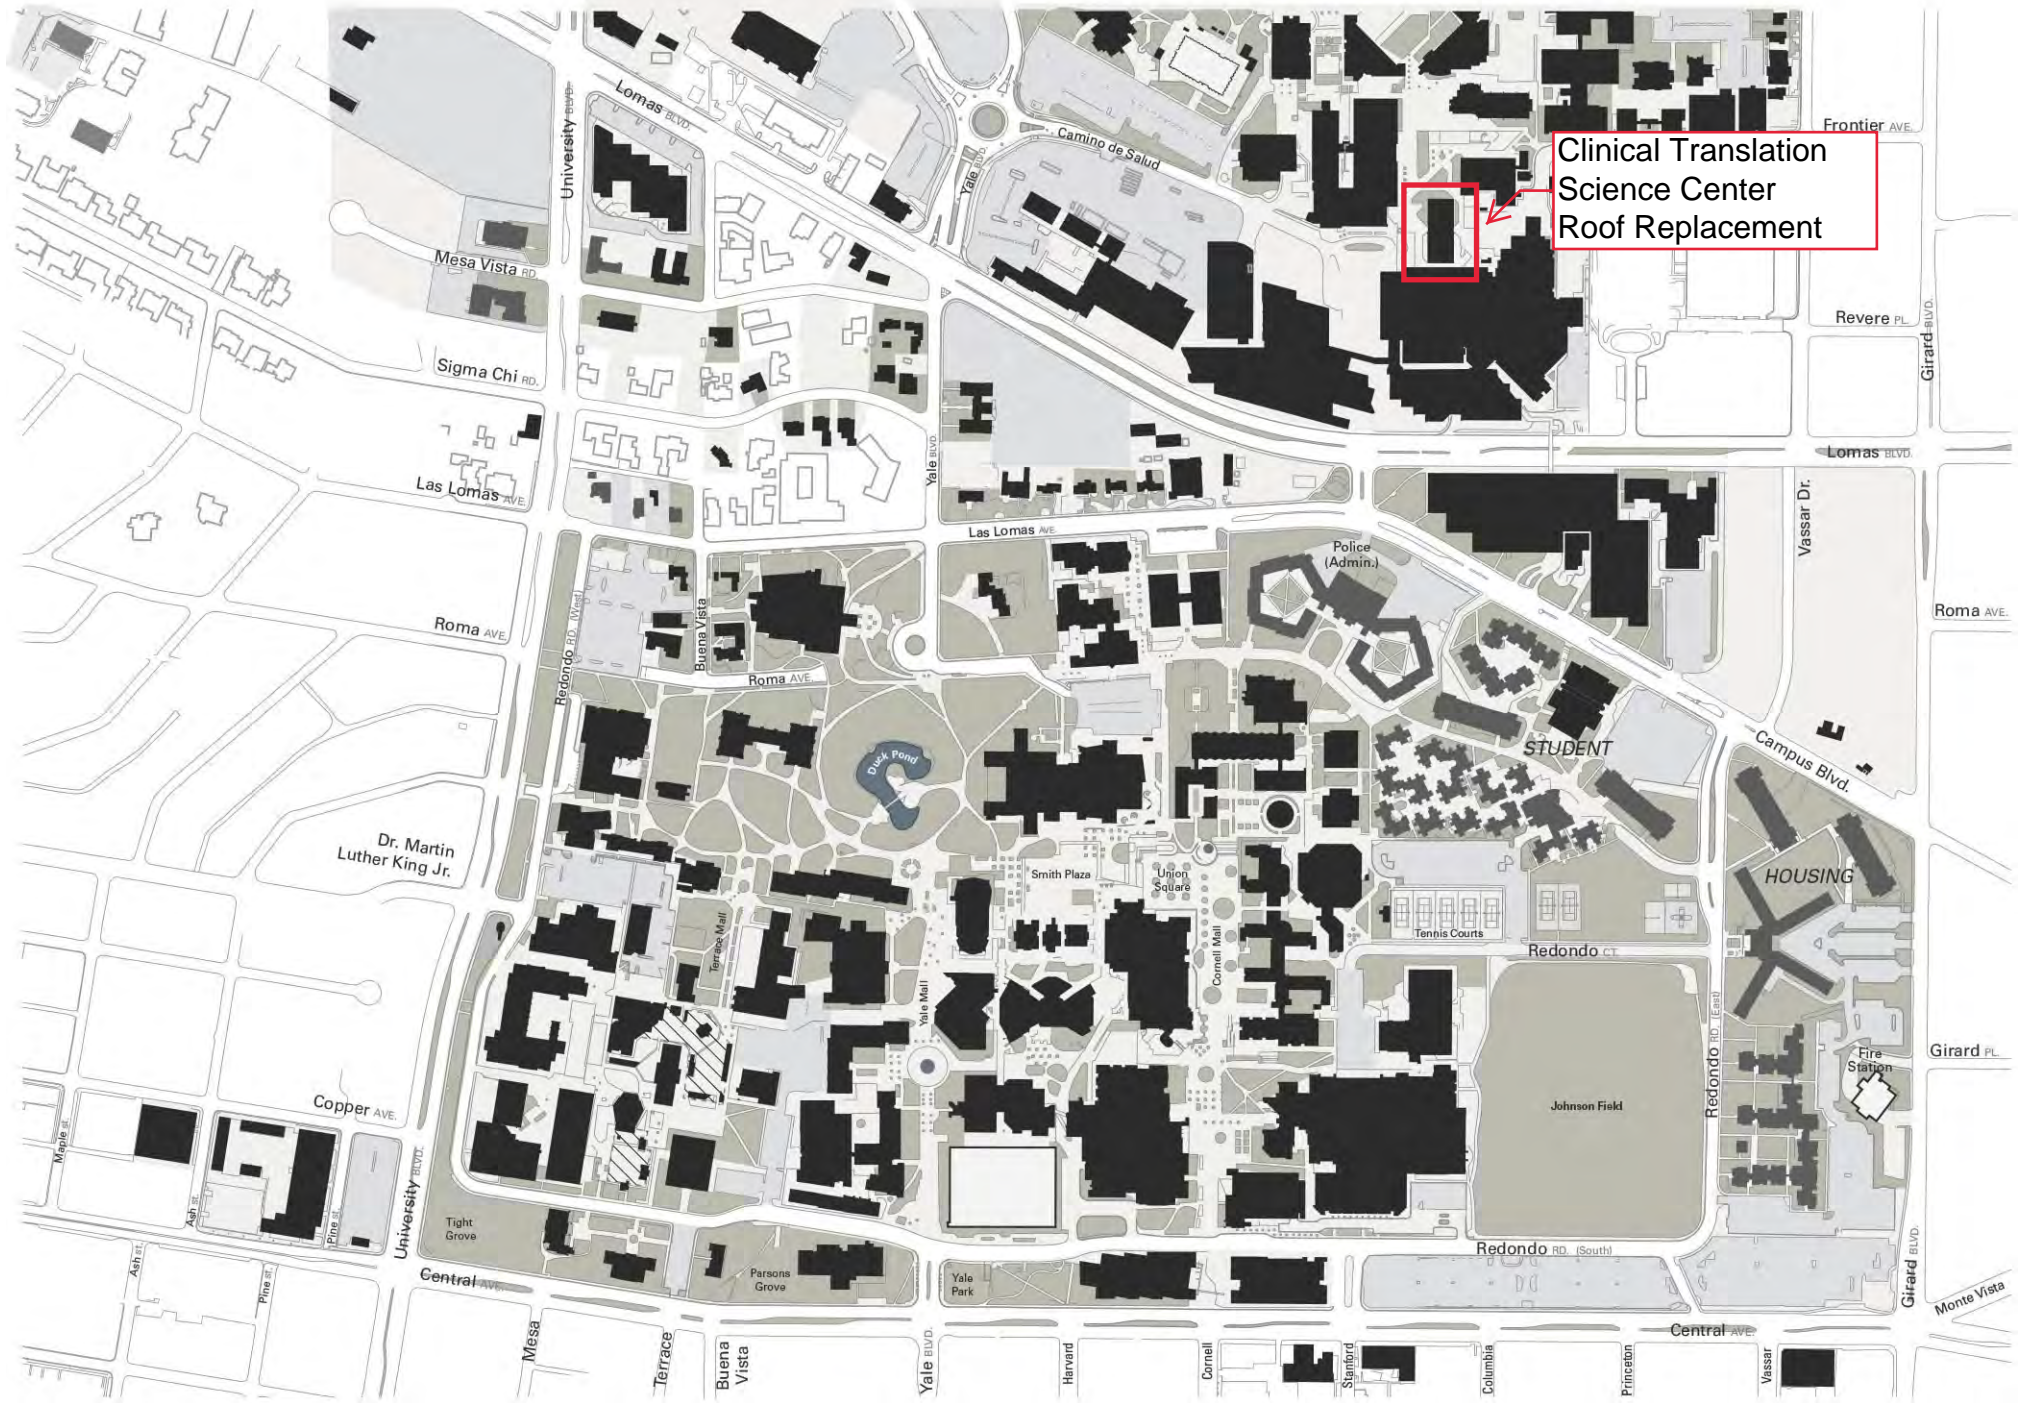 Lomas BLVD.
University BLVD.
Yale BLVD.
Camino de Salud
Frontier AVE.
Clinical Translation
Science Center
Roof Replacement
Mesa Vista RD.
Revere PL.
Girard BLVD.
Sigma Chi RD.
Yale BLVD.
Lomas BLVD.
Las Lomas AVE.
Vassar Dr.
Las Lomas AVE.
Police
(Admin.)
Roma AVE.
Redondo RD. (West)
Buena Vista
Roma AVE.
Roma AVE.
Duck Pond
STUDENT
Campus Blvd.
Dr. Martin
Luther King Jr.
Smith Plaza
Union
Square
HOUSING
Terrace Mall
Cornell Mall
Tennis Courts
Redondo CT.
Yale Mall
Redondo RD. (East)
Fire
Station
Girard PL.
Copper AVE.
Johnson Field
Maple st.
Ash st.
Pine st.
University BLVD.
Tight
Grove
Redondo RD. (South)
Girard BLVD.
Ash st.
Pine st.
Central AVE.
Parsons
Grove
Yale
Park
Monte Vista
Central AVE.
Mesa
Terrace
Buena
Vista
Yale BLVD.
Harvard
Cornell
Stanford
Columbia
Princeton
Vassar